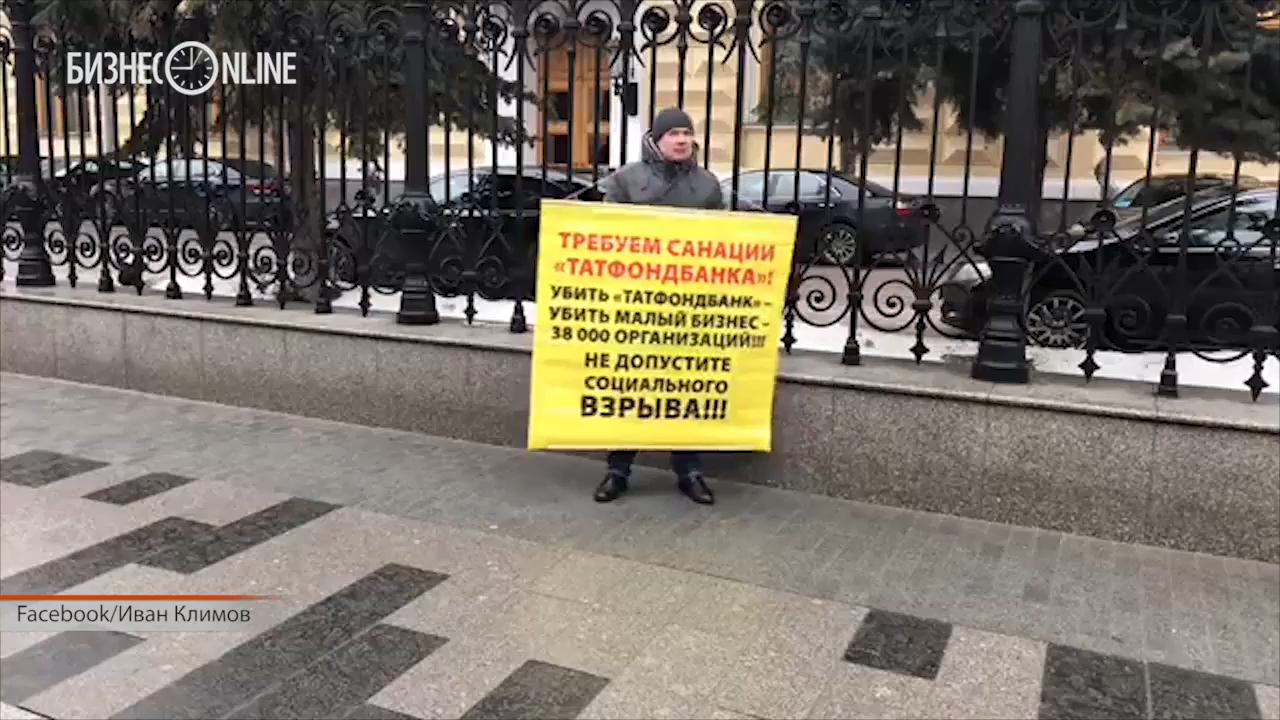 БИЗНЕС ONLINE
ТРЕБУЕМ САНАЦИИ
«ТАТФОНДБАНКА»!
УБИТЬ «ТАТФОНДБАНК» –
УБИТЬ МАЛЫЙ БИЗНЕС –
38 000 ОРГАНИЗАЦИЙ!!!
НЕ ДОПУСТИТЕ
СОЦИАЛЬНОГО
ВЗРЫВА!!!
Facebook/Иван Климов